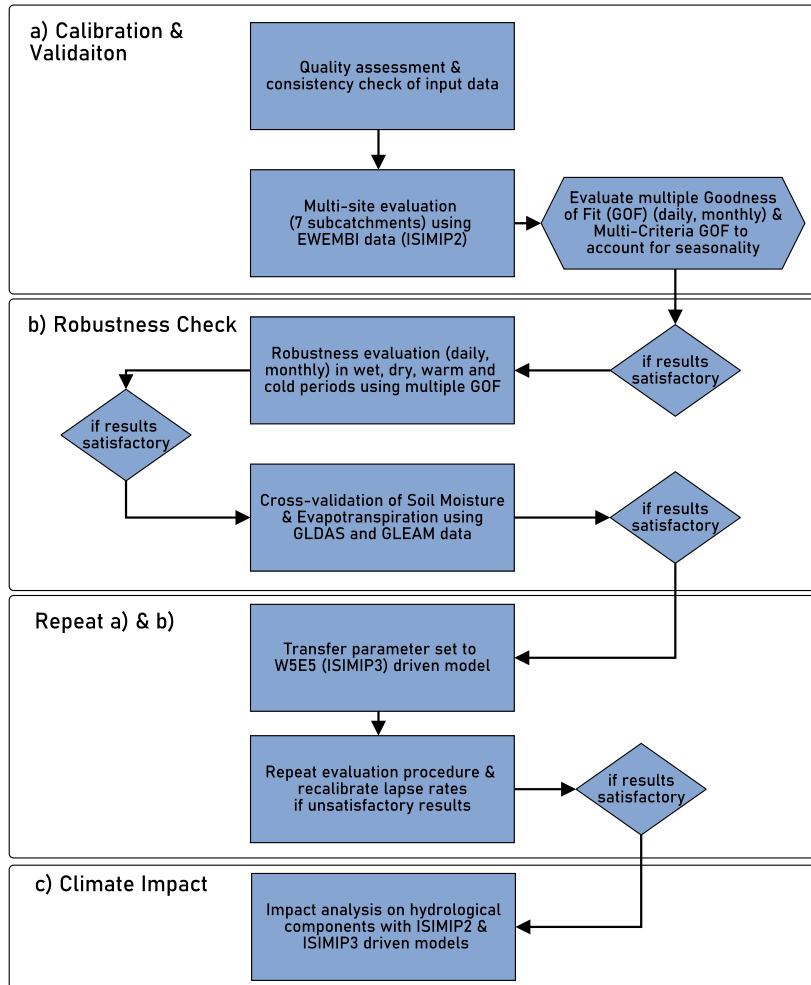 a) Calibration &
Validaiton
Quality assessment &
consistency check of input data
Multi-site evaluation
(7 subcatchments) using
EWEMBI data (ISIMIP2)
Evaluate multiple Goodness
of Fit (GOF) (daily, monthly) &
Multi-Criteria GOF to
account for seasonality
b) Robustness Check
if results
satisfactory
Robustness evaluation (daily,
monthly) in wet, dry, warm and
cold periods using multiple GOF
if results
satisfactory
Cross-validation of Soil Moisture
& Evapotranspiration using
GLDAS and GLEAM data
if results
satisfactory
Repeat a) & b)
Transfer parameter set to
W5E5 (ISIMIP3) driven model
Repeat evaluation procedure &
recalibrate lapse rates
if unsatisfactory results
if results
satisfactory
c) Climate Impact
Impact analysis on hydrological
components with ISIMIP2 &
ISIMIP3 driven models